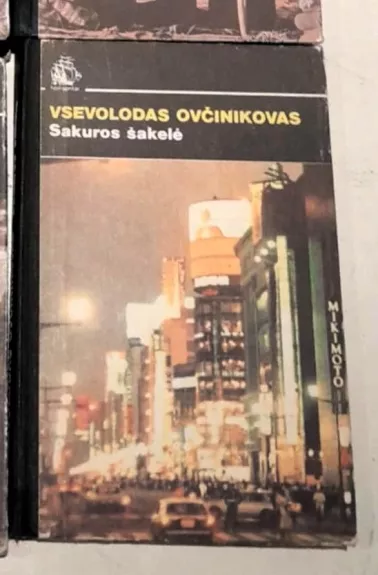 VSEVOLODAS OVČINIKOVAS
Sakuros šakelė
MIKIMOTO